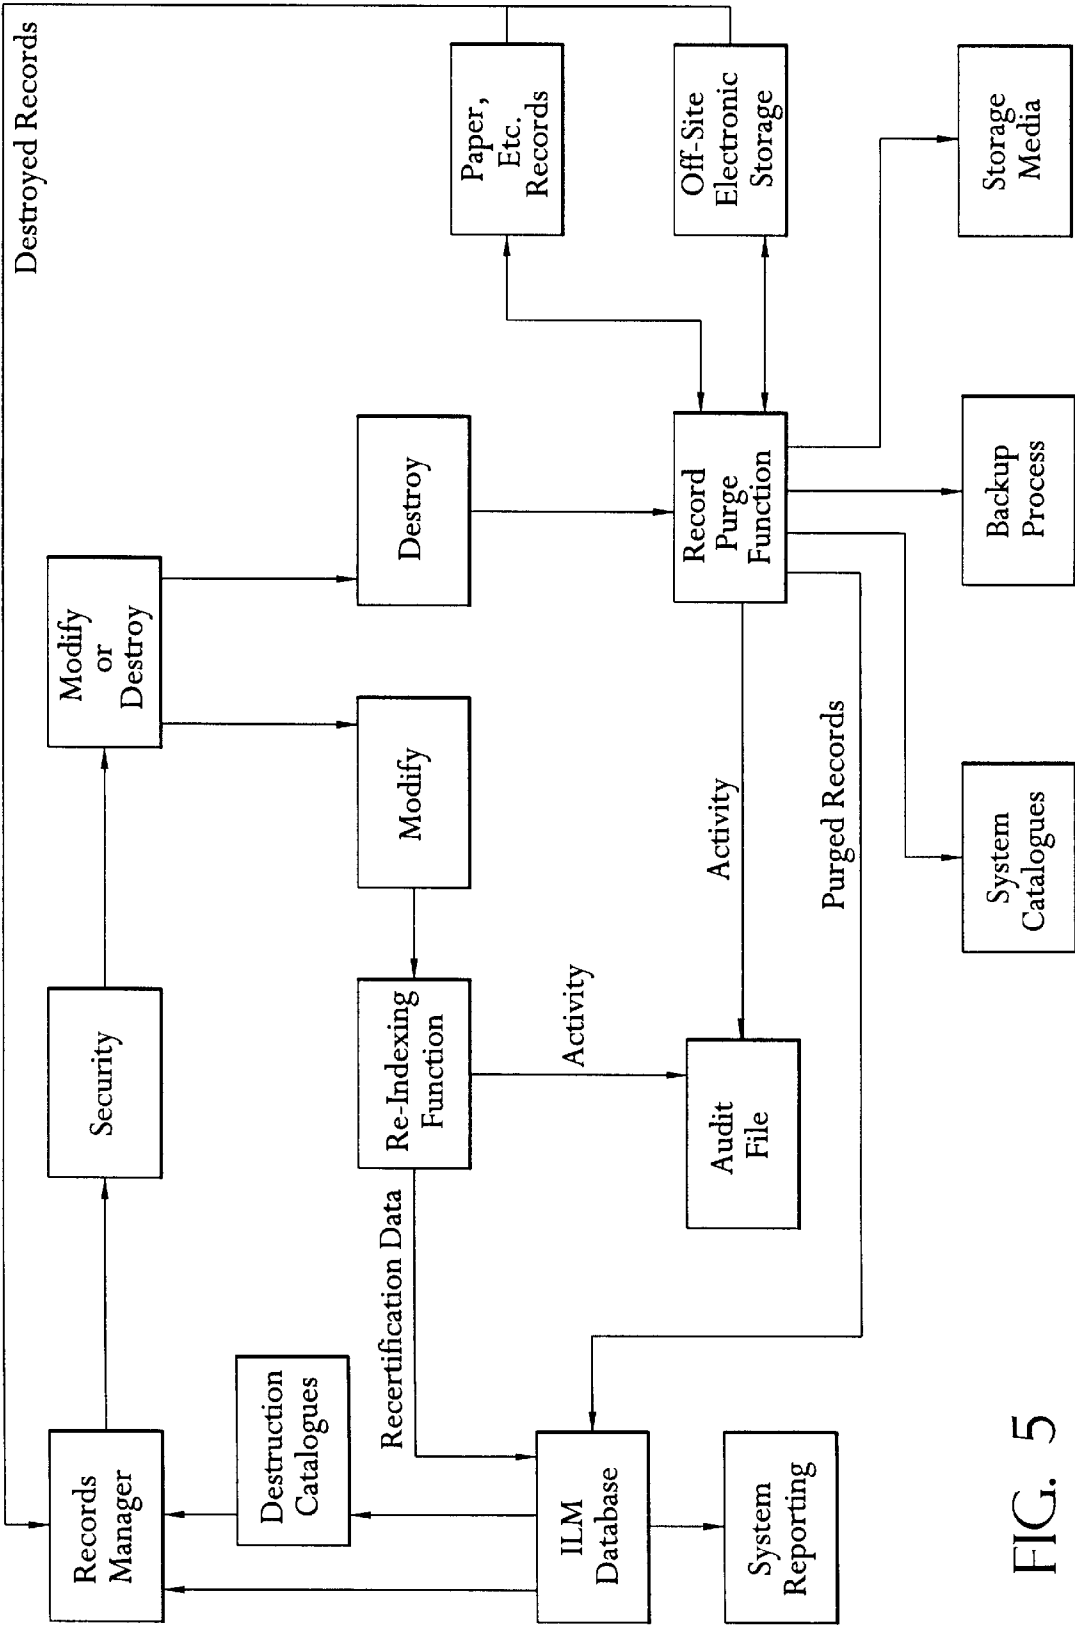 Destroyed Records
Records
Manager
Security
Modify
or
Destroy
Destruction
Catalogues
Recertification Data
Re-Indexing
Function
Modify
Destroy
Paper,
Etc.
Records
ILM
Database
Activity
Activity
Audit
File
Record
Purge
Function
Off-Site
Electronic
Storage
System
Reporting
Purged Records
System
Catalogues
Backup
Process
Storage
Media
FIG. 5